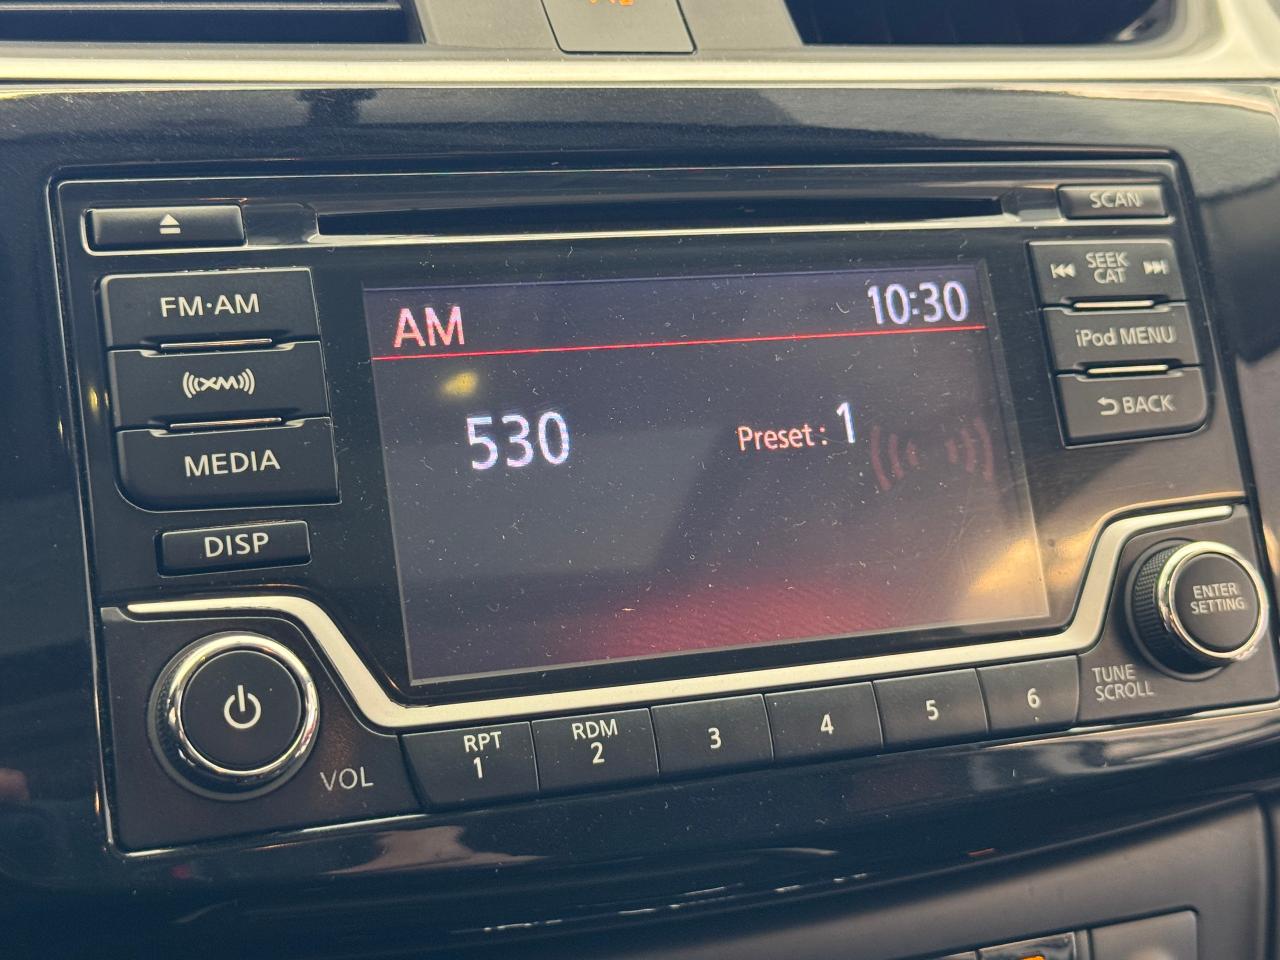 SCAN
FM·AM
XM
MEDIA
DISP
AM
10:30
530
Preset : 1
SEEK
CAT
iPod MENU
BACK
ENTER
SETTING
TUNE
SCROLL
VOL
RPT
1
RDM
2
3
4
5
6